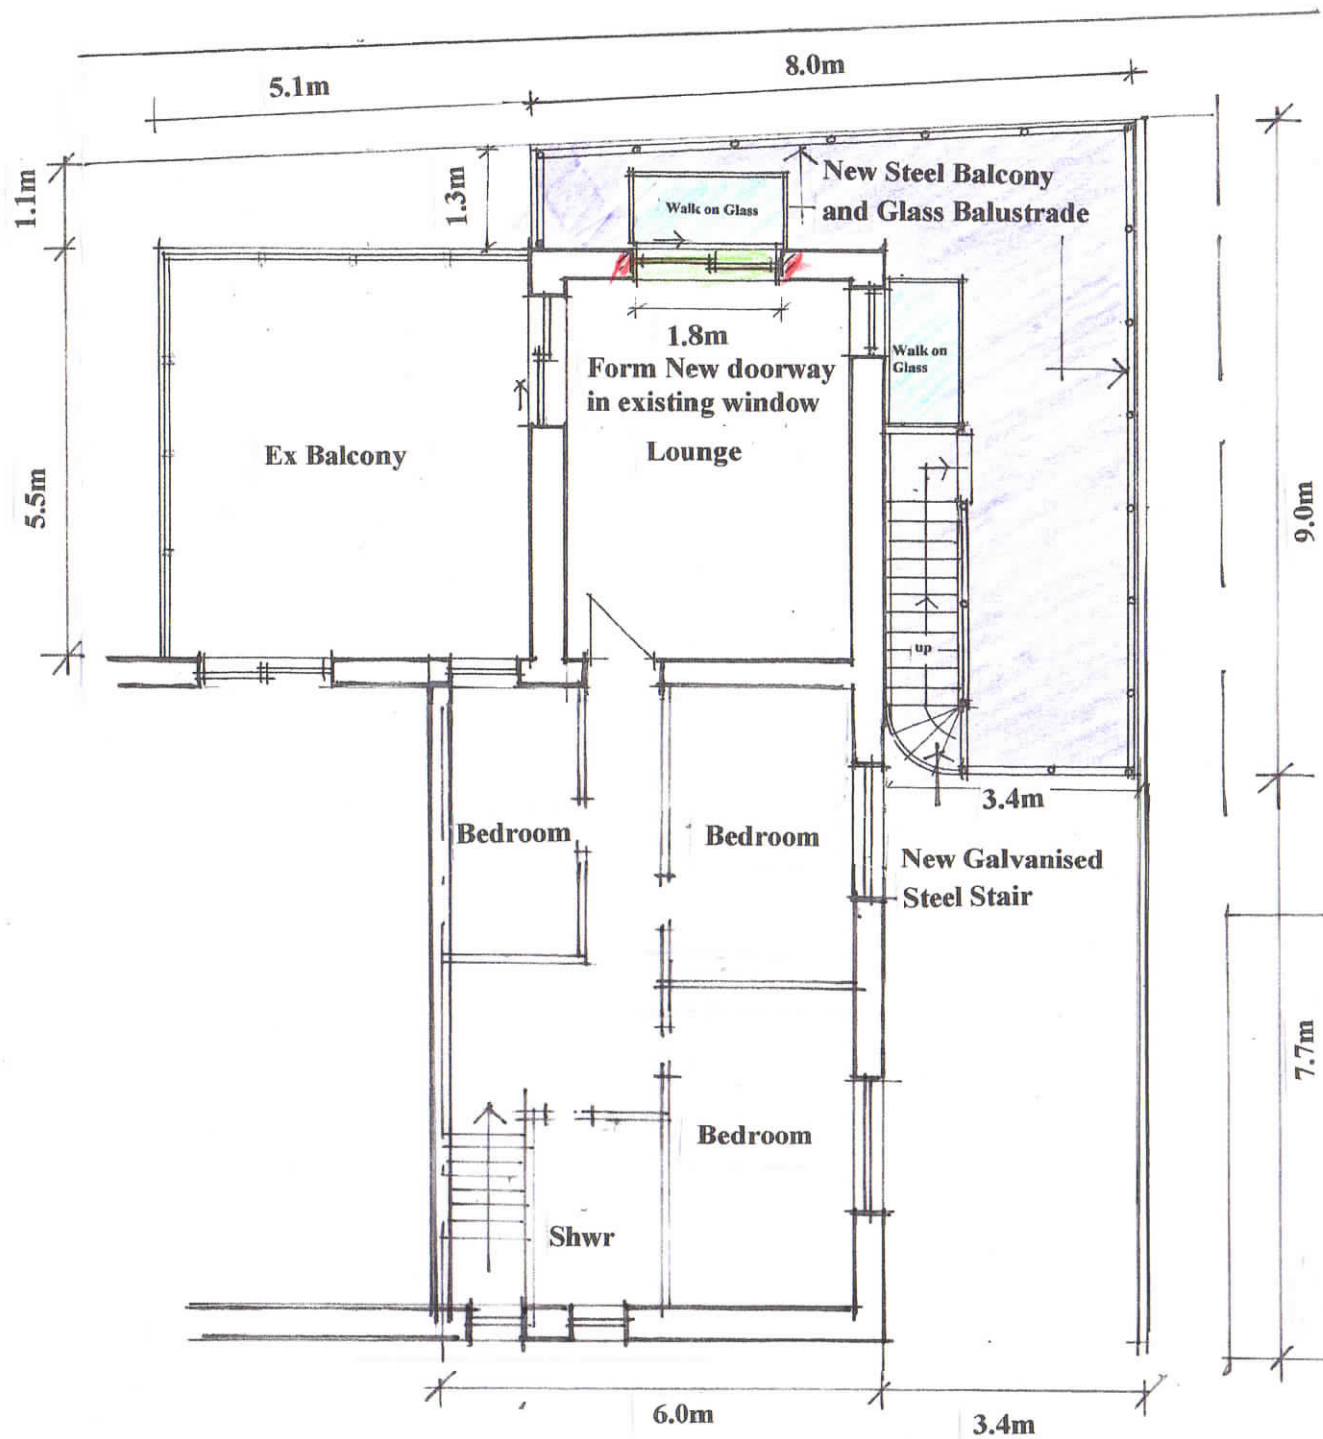 5.1m
8.0m
1.1m
1.3m
New Steel Balcony
and Glass Balustrade
Walk on Glass
1.8m
Form New doorway
in existing window
Walk on
Glass
Ex Balcony
Lounge
5.5m
9.0m
up
3.4m
Bedroom
Bedroom
New Galvanised
Steel Stair
7.7m
Bedroom
Shwr
6.0m
3.4m